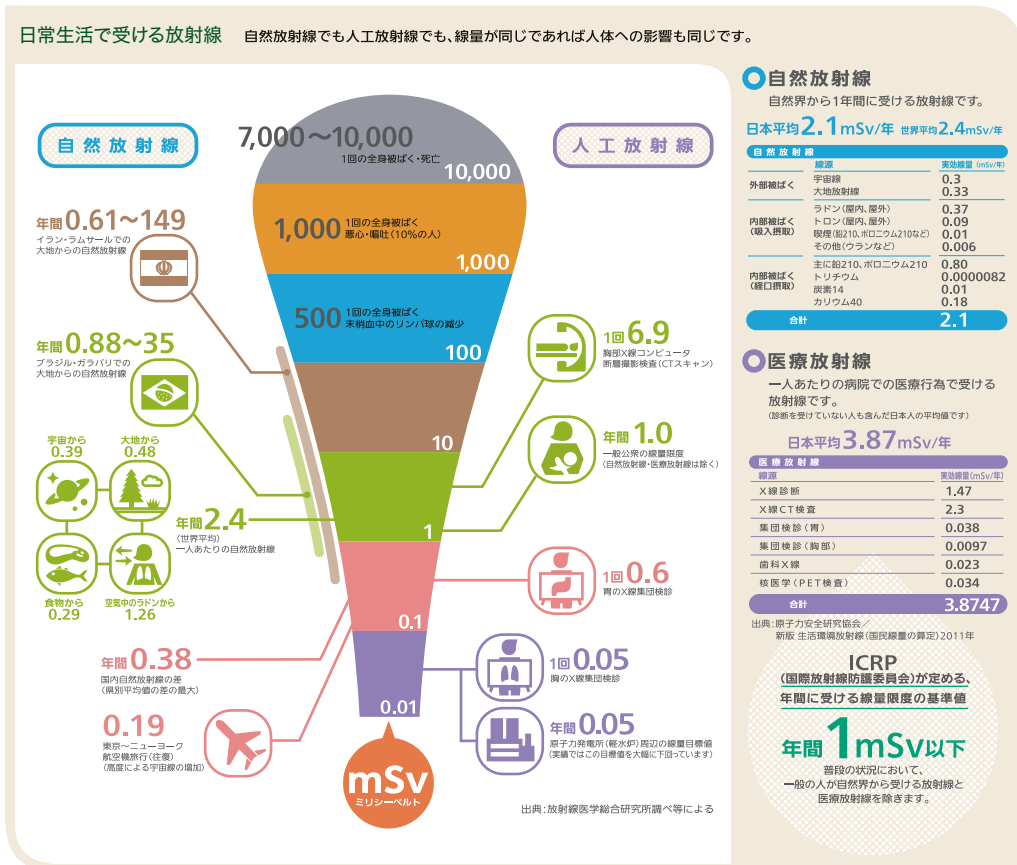 日常生活で受ける放射線
自然放射線でも人工放射線でも、線量が同じであれば人体への影響も同じです。
自然放射線
人工放射線
7,000～10,000
1回の全身被ばく・死亡
10,000
1,000
1回の全身被ばく
悪心・嘔吐（10%の人）
1,000
500
1回の全身被ばく
末梢血中のリンパ球の減少
100
10
1
0.1
0.01
mSv
ミリシーベルト
年間0.61～149
イラン・ラムサールでの
大地からの自然放射線
年間0.88～35
ブラジル・ガラパリでの
大地からの自然放射線
宇宙から
0.39
大地から
0.48
食物から
0.29
空気中のラドンから
1.26
年間2.4
（世界平均）
一人あたりの自然放射線
年間0.38
国内自然放射線の差
（県別平均値の差の最大）
0.19
東京～ニューヨーク
航空機旅行（往復）
（高度による宇宙線の増加）
1回6.9
胸部X線コンピュータ
断層撮影検査（CTスキャン）
年間1.0
一般公衆の線量限度
（自然放射線・医療放射線は除く）
1回0.6
胃のX線集団検診
1回0.05
胸のX線集団検診
年間0.05
原子力発電所（軽水炉）周辺の線量目標値
（実績ではこの目標値を大幅に下回っています）
出典：放射線医学総合研究所調べ等による
自然放射線
自然界から1年間に受ける放射線です。
日本平均2.1mSv/年 世界平均2.4mSv/年
自然放射線
線源 実効線量（mSv/年）
外部被ばく
宇宙線 0.3
大地放射線 0.33
内部被ばく
（吸入摂取）
ラドン（屋内、屋外） 0.37
トロン（屋内、屋外） 0.09
喫煙（鉛210、ポロニウム210など） 0.01
その他（ウランなど） 0.006
内部被ばく
（経口摂取）
主に鉛210、ポロニウム210 0.80
トリチウム 0.0000082
炭素14 0.01
カリウム40 0.18
合計 2.1
医療放射線
一人あたりの病院での医療行為で受ける
放射線です。
（診断を受けていない人も含んだ日本人の平均値です）
日本平均3.87mSv/年
医療放射線
線源 実効線量（mSv/年）
X線診断 1.47
X線CT検査 2.3
集団検診（胃） 0.038
集団検診（胸部） 0.0097
歯科X線 0.023
核医学（PET検査） 0.034
合計 3.8747
出典：原子力安全研究協会／
新版 生活環境放射線（国民線量の算定）2011年
ICRP
（国際放射線防護委員会）が定める、
年間に受ける線量限度の基準値
年間1mSv以下
普段の状況において、
一般の人が自然界から受ける放射線と
医療放射線を除きます。